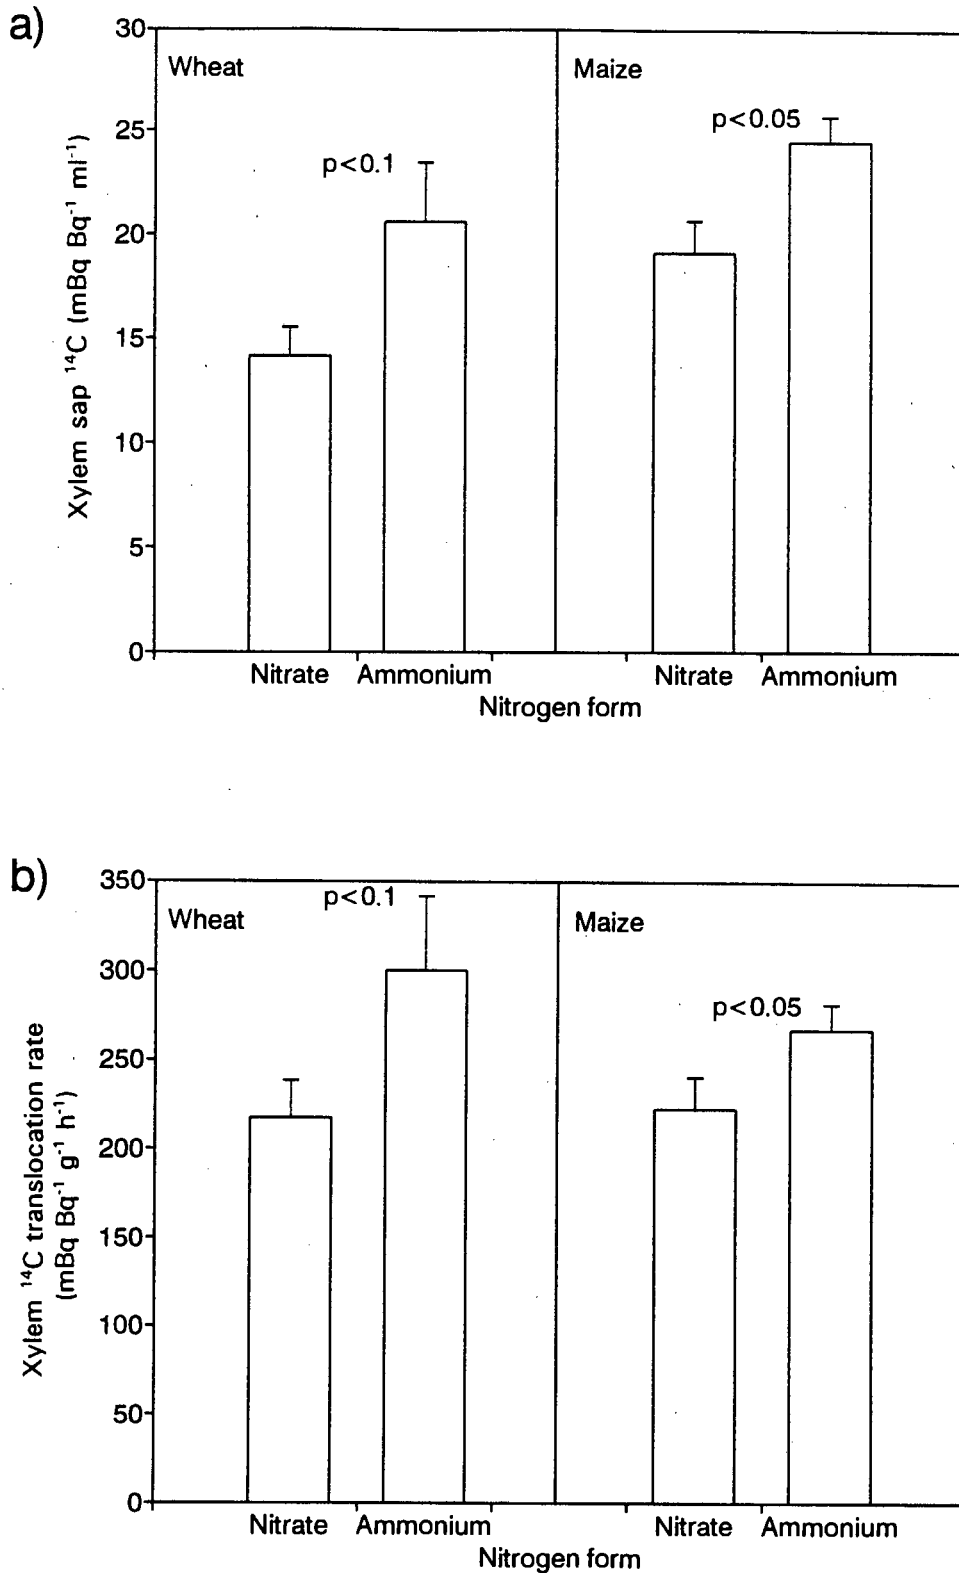 a)
30
25
20
15
10
5
0
Xylem sap ¹⁴C (mBq Bq⁻¹ ml⁻¹)
Wheat
Maize
p<0.1
p<0.05
Nitrate Ammonium Nitrate Ammonium
Nitrogen form
b)
350
300
250
200
150
100
50
0
Xylem ¹⁴C translocation rate
(mBq Bq⁻¹ g⁻¹ h⁻¹)
Wheat
Maize
p<0.1
p<0.05
Nitrate Ammonium Nitrate Ammonium
Nitrogen form